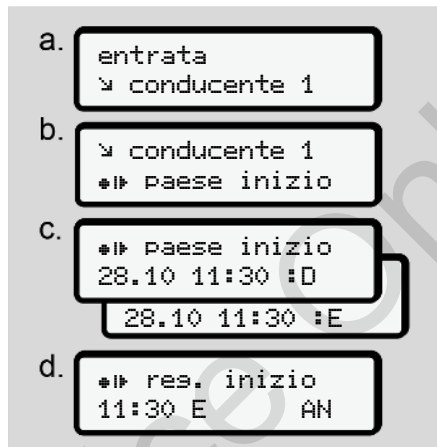 a.
entrata
↘ conducente 1
b.
↘ conducente 1
●I▶ paese inizio
c.
●I▶ paese inizio
28.10 11:30 :D
28.10 11:30 :E
d.
●I▶ reg. inizio
11:30 E AN